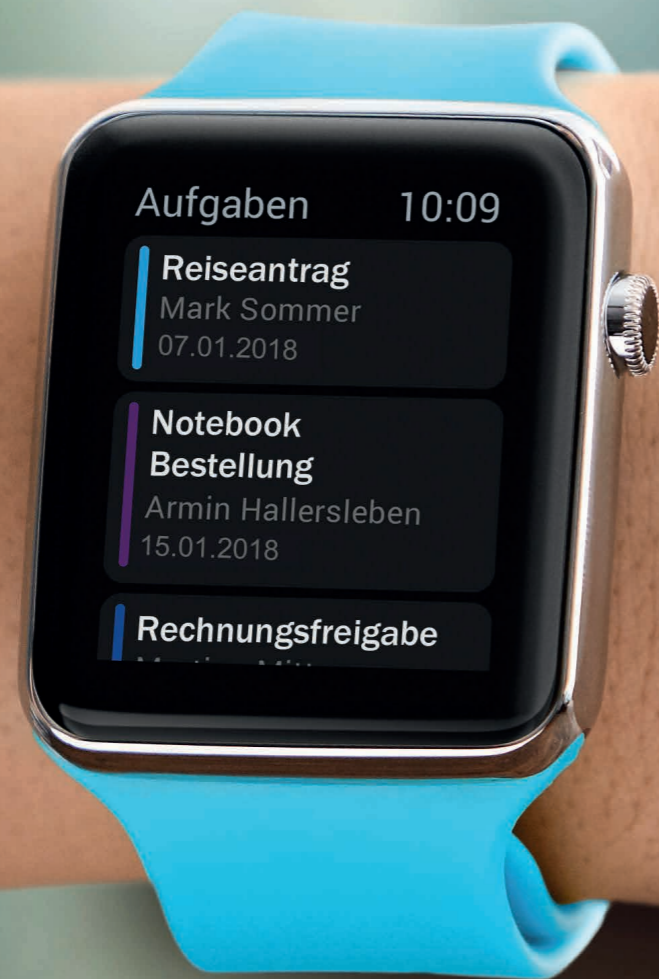 Aufgaben 10:09
Reiseantrag
Mark Sommer
07.01.2018
Notebook
Bestellung
Armin Hallersleben
15.01.2018
Rechnungsfreigabe